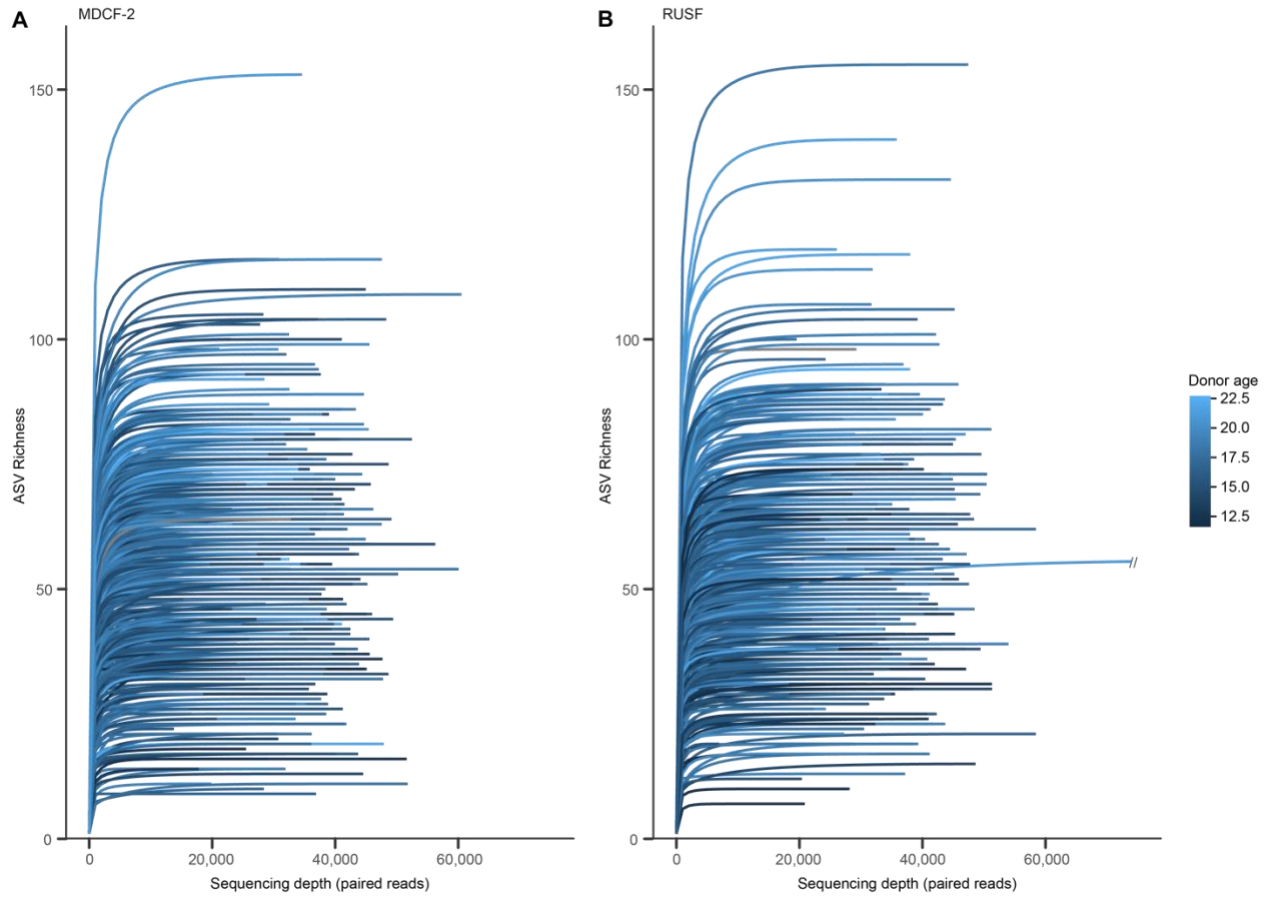 A
MDCF-2
B
RUSF
150
100
50
0
ASV Richness
0
20,000
40,000
60,000
Sequencing depth (paired reads)
150
100
50
0
ASV Richness
0
20,000
40,000
60,000
Sequencing depth (paired reads)
//
Donor age
22.5
20.0
17.5
15.0
12.5